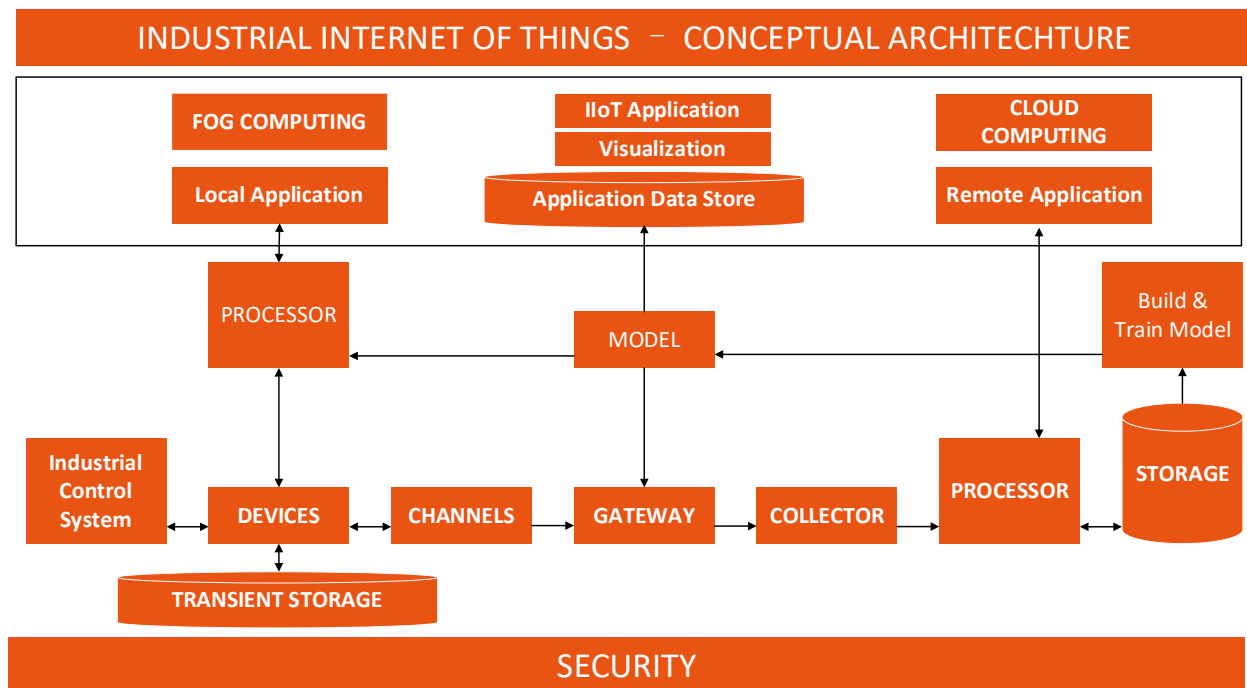 INDUSTRIAL INTERNET OF THINGS – CONCEPTUAL ARCHITECHTURE
FOG COMPUTING
IIoT Application
CLOUD
COMPUTING
Visualization
Local Application
Application Data Store
Remote Application
PROCESSOR
MODEL
Build &
Train Model
Industrial
Control
System
DEVICES
CHANNELS
GATEWAY
COLLECTOR
PROCESSOR
STORAGE
TRANSIENT STORAGE
SECURITY